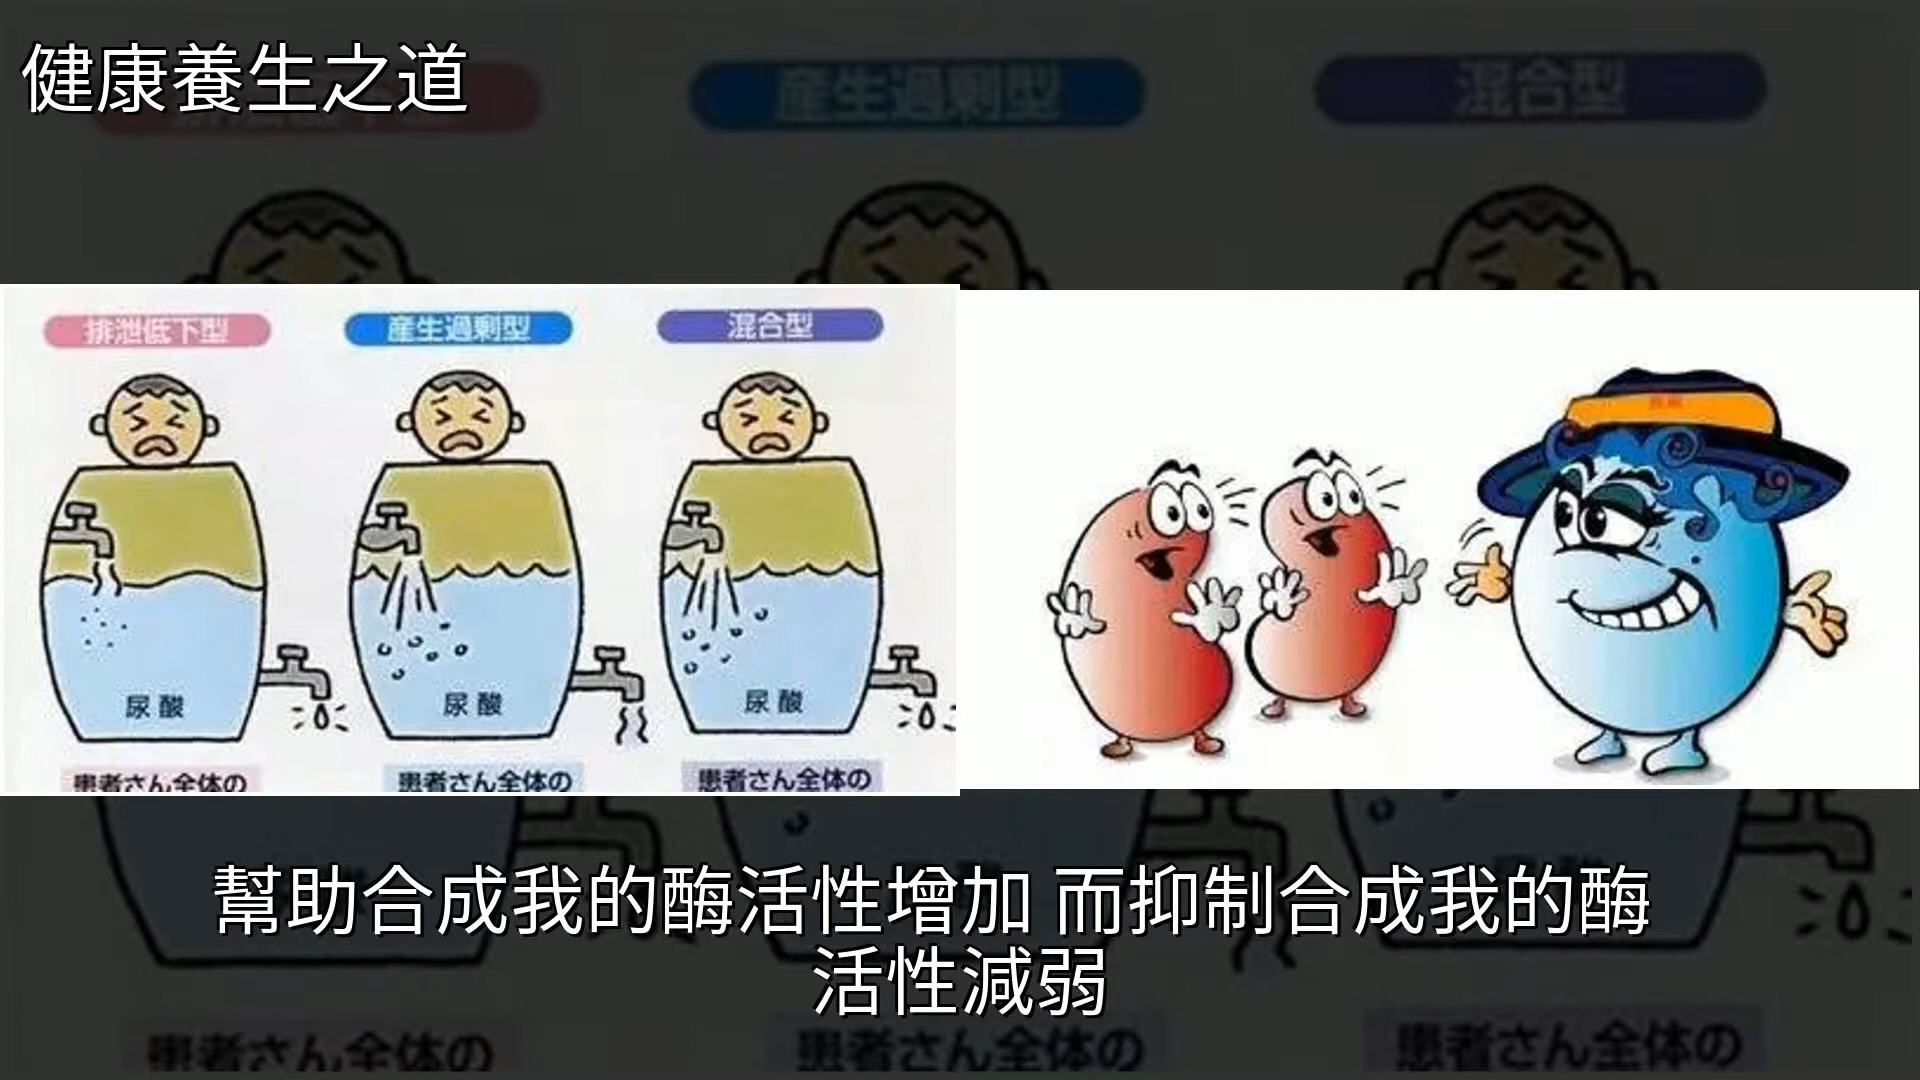 健康養生之道
産生過剰型
混合型
排泄低下型
産生過剰型
混合型
尿酸
尿酸
尿酸
患者さん全体の
患者さん全体の
患者さん全体の
幫助合成我的酶活性增加 而抑制合成我的酶
活性減弱
患者さん全体の
患者さん全体の
患者さん全体の